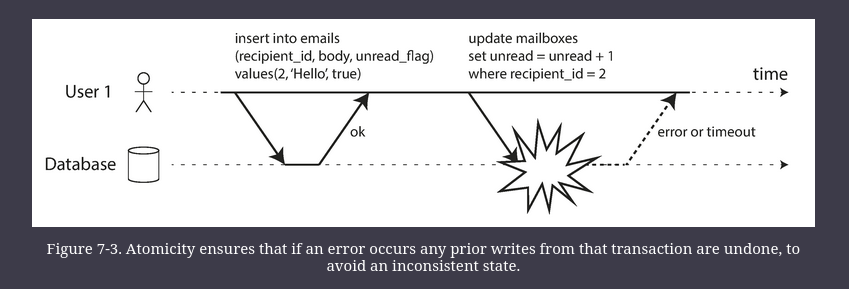 insert into emails
(recipient_id, body, unread_flag)
values(2, ‘Hello’, true)
update mailboxes
set unread = unread + 1
where recipient_id = 2
time
User 1
ok
error or timeout
Database
Figure 7-3. Atomicity ensures that if an error occurs any prior writes from that transaction are undone, to
avoid an inconsistent state.